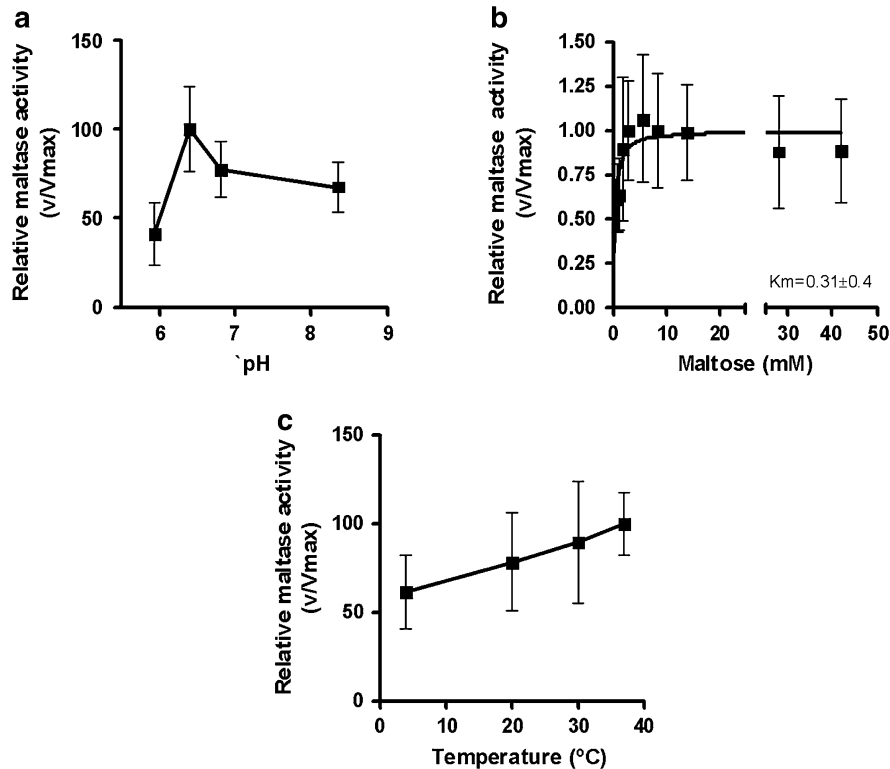 a
Relative maltase activity
(v/Vmax)
150
100
50
0
6
7
8
9
`pH
b
Relative maltase activity
(v/Vmax)
1.50
1.25
1.00
0.75
0.50
0.25
0.00
Km=0.31±0.4
0
10
20
30
40
50
Maltose (mM)
c
Relative maltase activity
(v/Vmax)
150
100
50
0
0
10
20
30
40
Temperature (ºC)